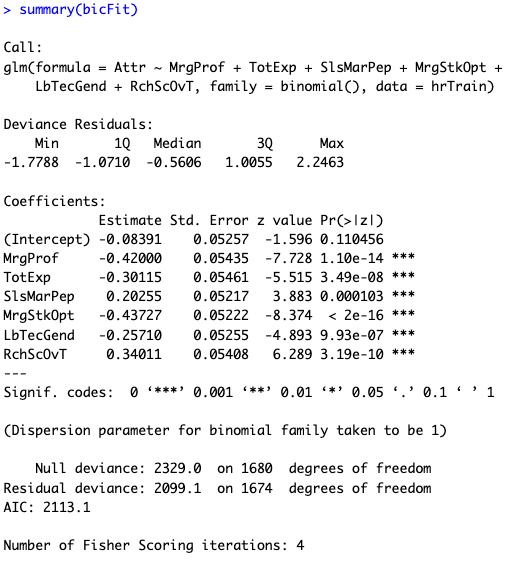 > summary(bicFit)
Call:
glm(formula = Attr ~ MrgProf + TotExp + SlsMarPep + MrgStkOpt +
    LbTecGend + RchScOvT, family = binomial(), data = hrTrain)
Deviance Residuals:
    Min       1Q   Median       3Q      Max
-1.7788  -1.0710  -0.5606   1.0055   2.2463
Coefficients:
            Estimate Std. Error z value Pr(>|z|)
(Intercept) -0.08391    0.05257  -1.596 0.110456
MrgProf     -0.42000    0.05435  -7.728 1.10e-14 ***
TotExp      -0.30115    0.05461  -5.515 3.49e-08 ***
SlsMarPep    0.20255    0.05217   3.883 0.000103 ***
MrgStkOpt   -0.43727    0.05222  -8.374  < 2e-16 ***
LbTecGend   -0.25710    0.05255  -4.893 9.93e-07 ***
RchScOvT     0.34011    0.05408   6.289 3.19e-10 ***
---
Signif. codes:  0 ‘***’ 0.001 ‘**’ 0.01 ‘*’ 0.05 ‘.’ 0.1 ‘ ’ 1
(Dispersion parameter for binomial family taken to be 1)
    Null deviance: 2329.0  on 1680  degrees of freedom
Residual deviance: 2099.1  on 1674  degrees of freedom
AIC: 2113.1
Number of Fisher Scoring iterations: 4